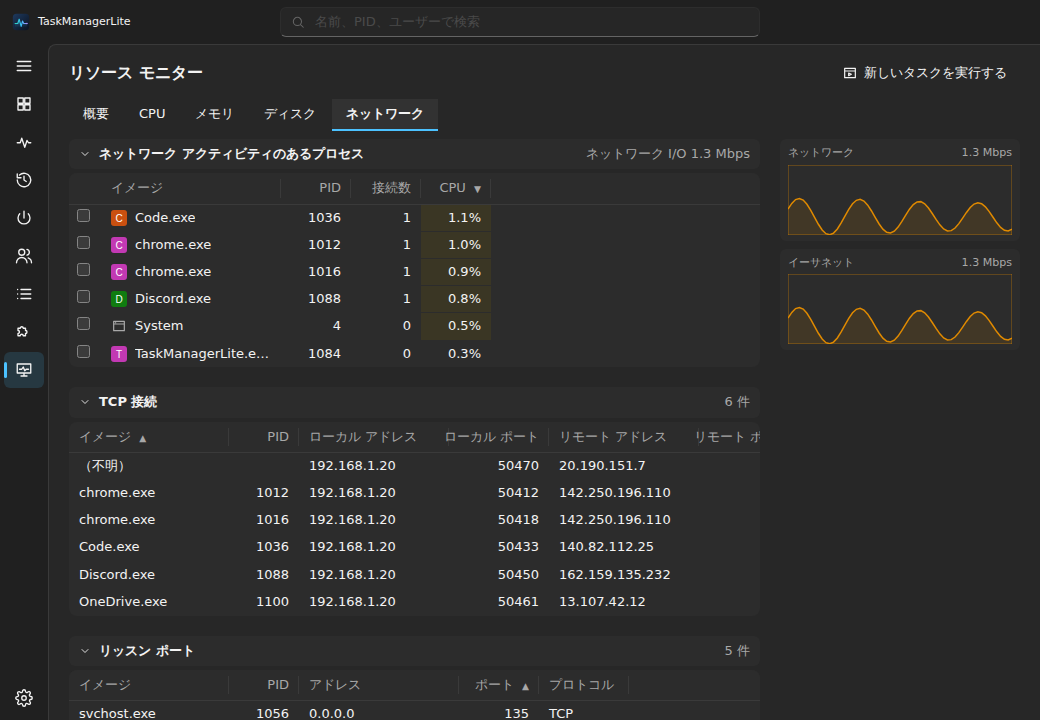 TaskManagerLite
名前、PID、ユーザーで検索
リソース モニター
新しいタスクを実行する
概要 CPU メモリ ディスク ネットワーク
ネットワーク アクティビティのあるプロセス ネットワーク I/O 1.3 Mbps
イメージ PID 接続数 CPU ▼
C Code.exe 1036 1 1.1%
C chrome.exe 1012 1 1.0%
C chrome.exe 1016 1 0.9%
D Discord.exe 1088 1 0.8%
System 4 0 0.5%
T TaskManagerLite.e... 1084 0 0.3%
TCP 接続 6 件
イメージ ▲ PID ローカル アドレス ローカル ポート リモート アドレス リモート ポ
（不明） 192.168.1.20 50470 20.190.151.7
chrome.exe 1012 192.168.1.20 50412 142.250.196.110
chrome.exe 1016 192.168.1.20 50418 142.250.196.110
Code.exe 1036 192.168.1.20 50433 140.82.112.25
Discord.exe 1088 192.168.1.20 50450 162.159.135.232
OneDrive.exe 1100 192.168.1.20 50461 13.107.42.12
リッスン ポート 5 件
イメージ PID アドレス ポート ▲ プロトコル
svchost.exe 1056 0.0.0.0 135 TCP
ネットワーク 1.3 Mbps
イーサネット 1.3 Mbps